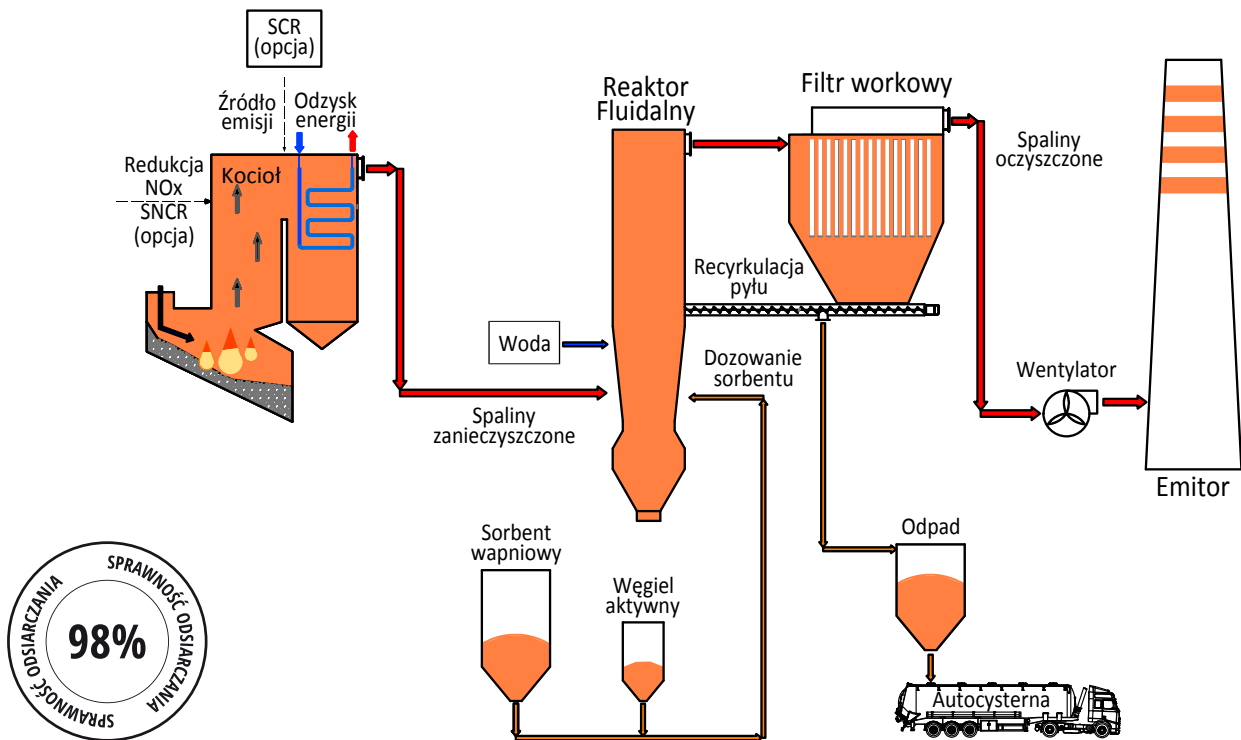 SCR
(opcja)
Źródło
emisji
Odzysk
energii
Redukcja
NOx
SNCR
(opcja)
Kocioł
Reaktor
Fluidalny
Filtr workowy
Spaliny
oczyszczone
Recyrkulacja
pyłu
Woda
Dozowanie
sorbentu
Wentylator
Spaliny
zanieczyszczone
Emitor
Sorbent
wapniowy
Węgiel
aktywny
Odpad
Autocysterna
SPRAWNOŚĆ ODSIARCZANIA
98%
SPRAWNOŚĆ ODSIARCZANIA